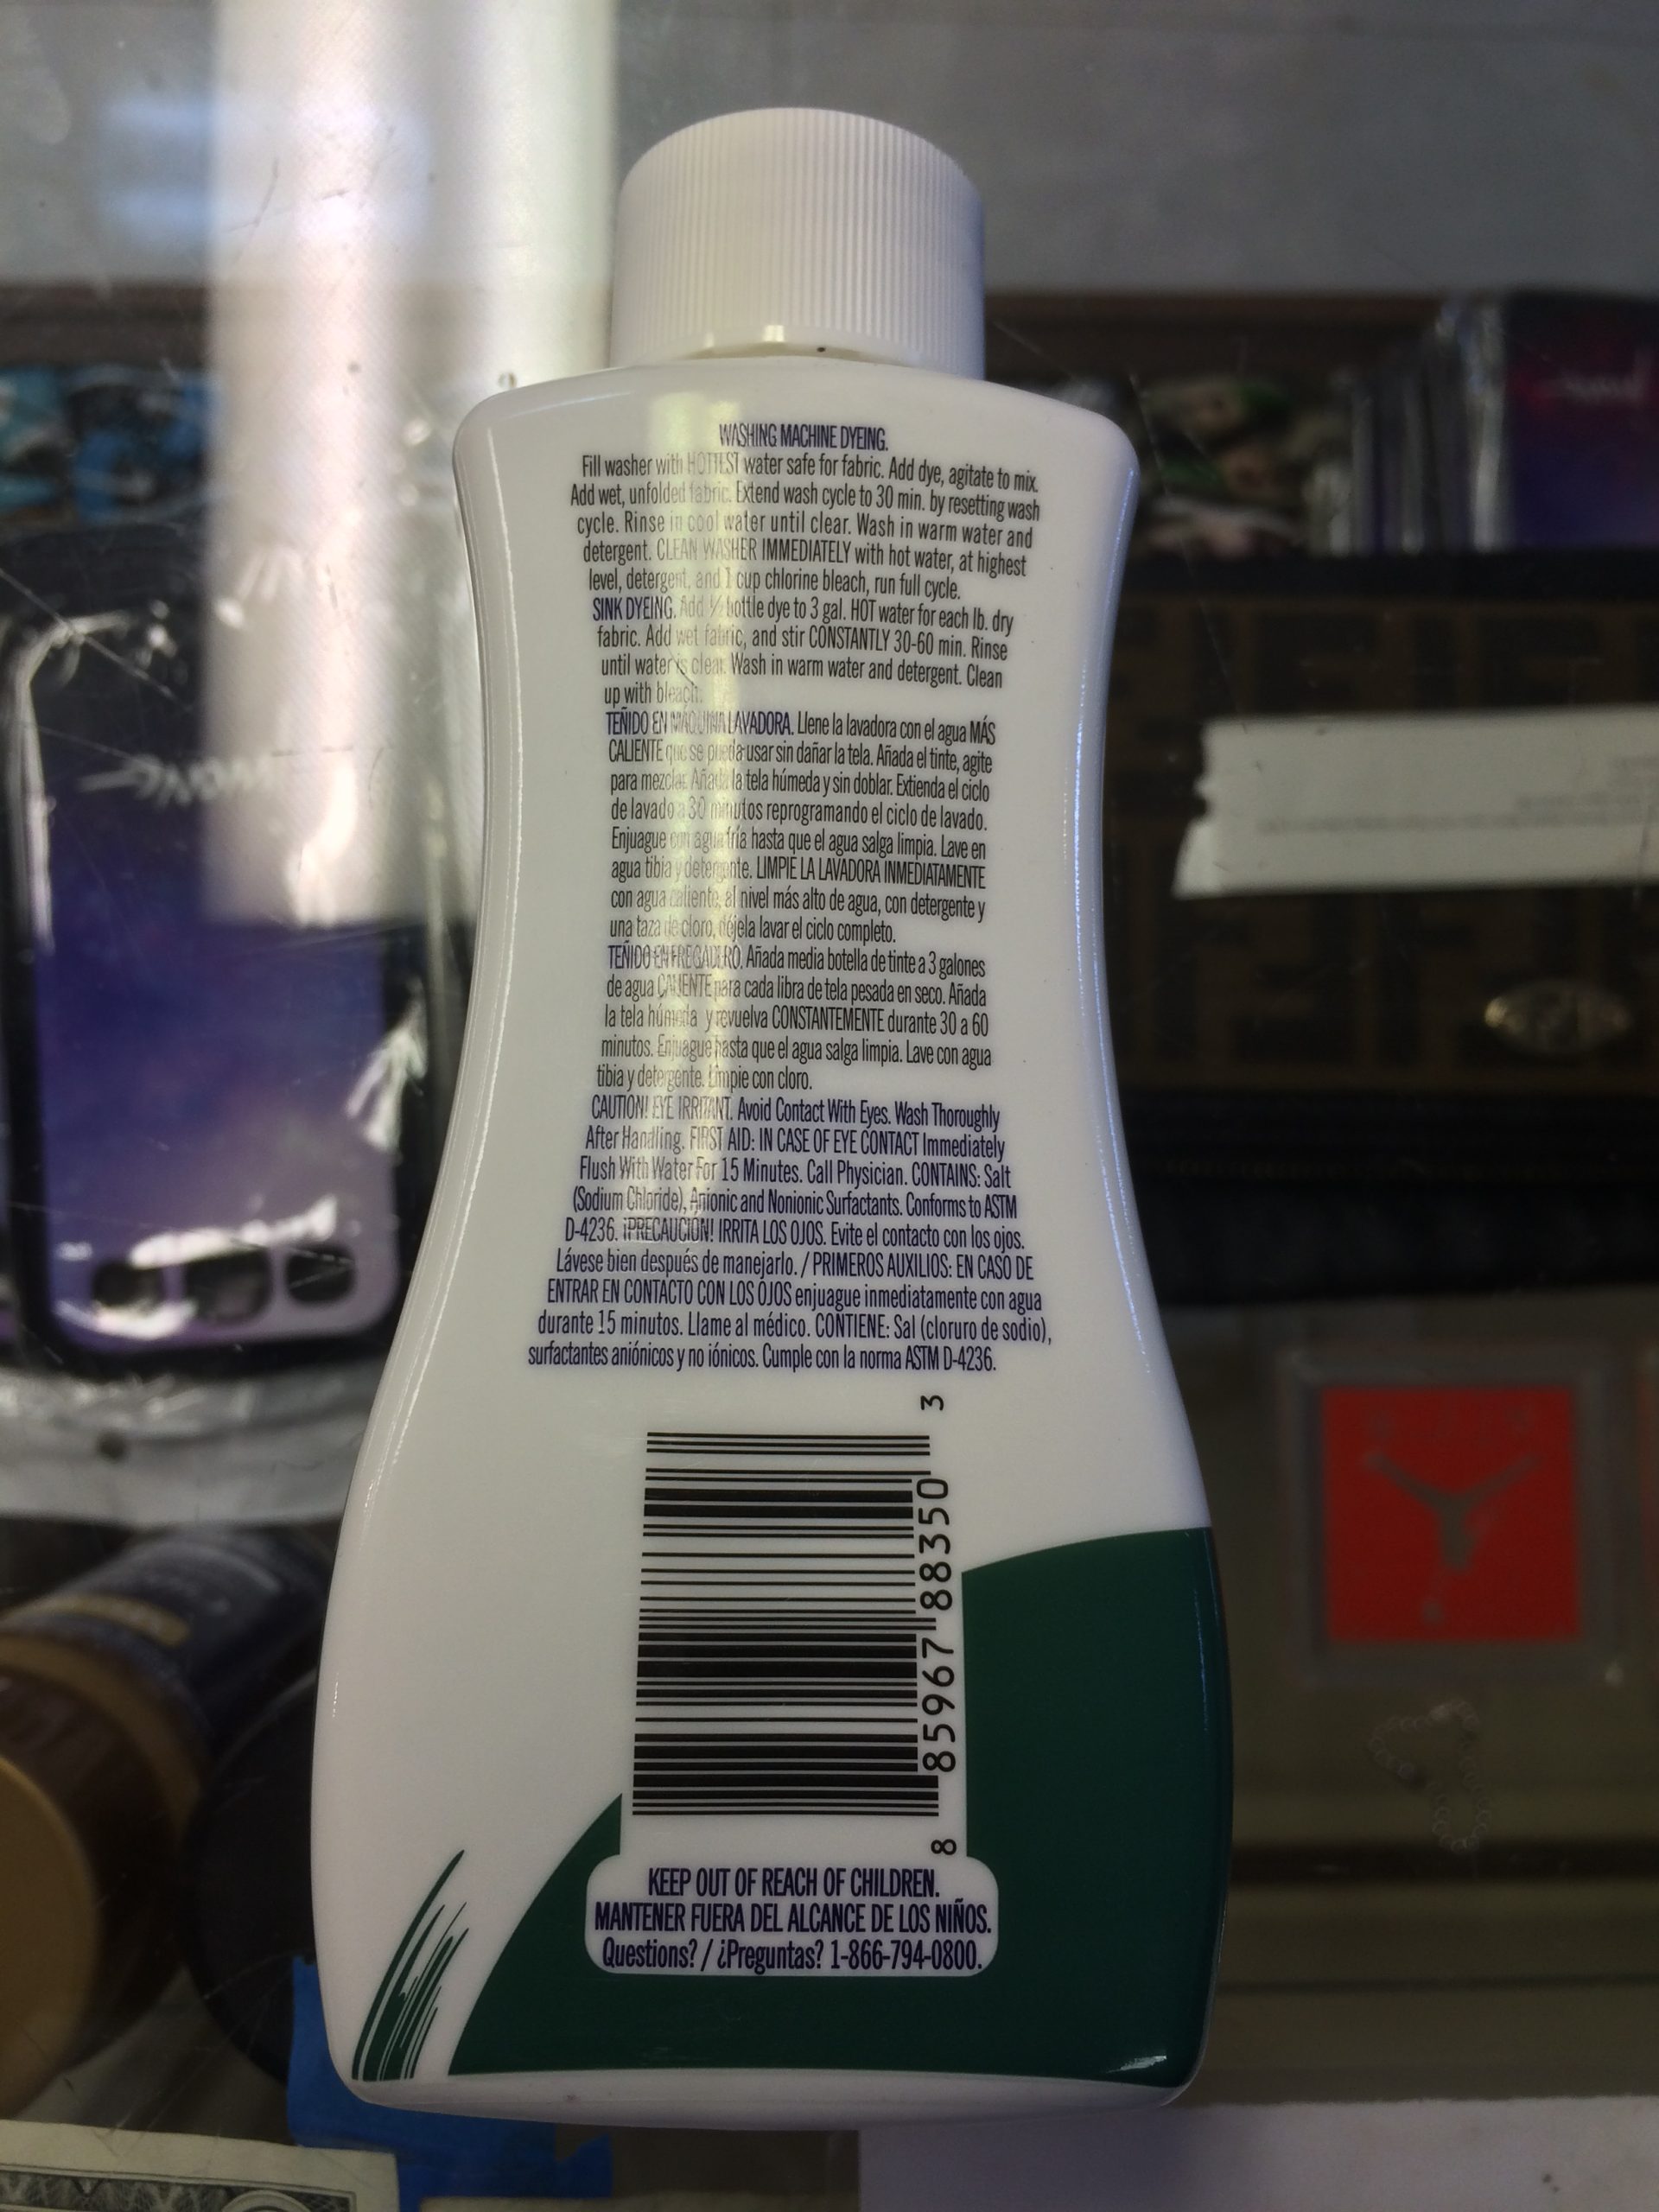 WASHING MACHINE DYEING.
Fill washer with HOTTEST water safe for fabric. Add dye, agitate to mix.
Add wet, unfolded fabric. Extend wash cycle to 30 min. by resetting wash
cycle. Rinse in cool water until clear. Wash in warm water and
detergent. CLEAN WASHER IMMEDIATELY with hot water, at highest
level, detergent, and 1 cup chlorine bleach, run full cycle.
SINK DYEING. Add ½ bottle dye to 3 gal. HOT water for each lb. dry
fabric. Add wet fabric, and stir CONSTANTLY 30-60 min. Rinse
until water is clear. Wash in warm water and detergent. Clean
up with bleach.
TEÑIDO EN MÁQUINA LAVADORA. Llene la lavadora con el agua MÁS
CALIENTE que se pueda usar sin dañar la tela. Añada el tinte, agite
para mezclar. Añada la tela húmeda y sin doblar. Extienda el ciclo
de lavado a 30 minutos reprogramando el ciclo de lavado.
Enjuague con agua fría hasta que el agua salga limpia. Lave en
agua tibia y detergente. LIMPIE LA LAVADORA INMEDIATAMENTE
con agua caliente, al nivel más alto de agua, con detergente y
una taza de cloro, déjela lavar el ciclo completo.
TEÑIDO EN FREGADERO. Añada media botella de tinte a 3 galones
de agua CALIENTE para cada libra de tela pesada en seco. Añada
la tela húmeda y revuelva CONSTANTEMENTE durante 30 a 60
minutos. Enjuague hasta que el agua salga limpia. Lave con agua
tibia y detergente. Limpie con cloro.
CAUTION! EYE IRRITANT. Avoid Contact With Eyes. Wash Thoroughly
After Handling. FIRST AID: IN CASE OF EYE CONTACT Immediately
Flush With Water For 15 Minutes. Call Physician. CONTAINS: Salt
(Sodium Chloride), Anionic and Nonionic Surfactants. Conforms to ASTM
D-4236. ¡PRECAUCIÓN! IRRITA LOS OJOS. Evite el contacto con los ojos.
Lávese bien después de manejarlo. / PRIMEROS AUXILIOS: EN CASO DE
ENTRAR EN CONTACTO CON LOS OJOS enjuague inmediatamente con agua
durante 15 minutos. Llame al médico. CONTIENE: Sal (cloruro de sodio),
surfactantes aniónicos y no iónicos. Cumple con la norma ASTM D-4236.
8 85967 88350 3
KEEP OUT OF REACH OF CHILDREN.
MANTENER FUERA DEL ALCANCE DE LOS NIÑOS.
Questions? / ¿Preguntas? 1-866-794-0800.